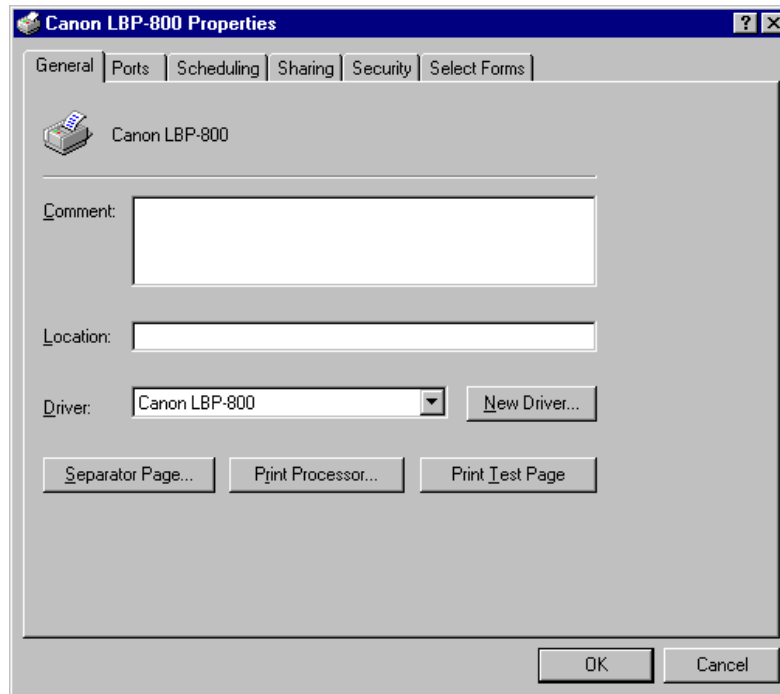 Canon LBP-800 Properties
General Ports Scheduling Sharing Security Select Forms
Canon LBP-800
Comment:
Location:
Driver: Canon LBP-800 New Driver...
Separator Page... Print Processor... Print Test Page
OK Cancel